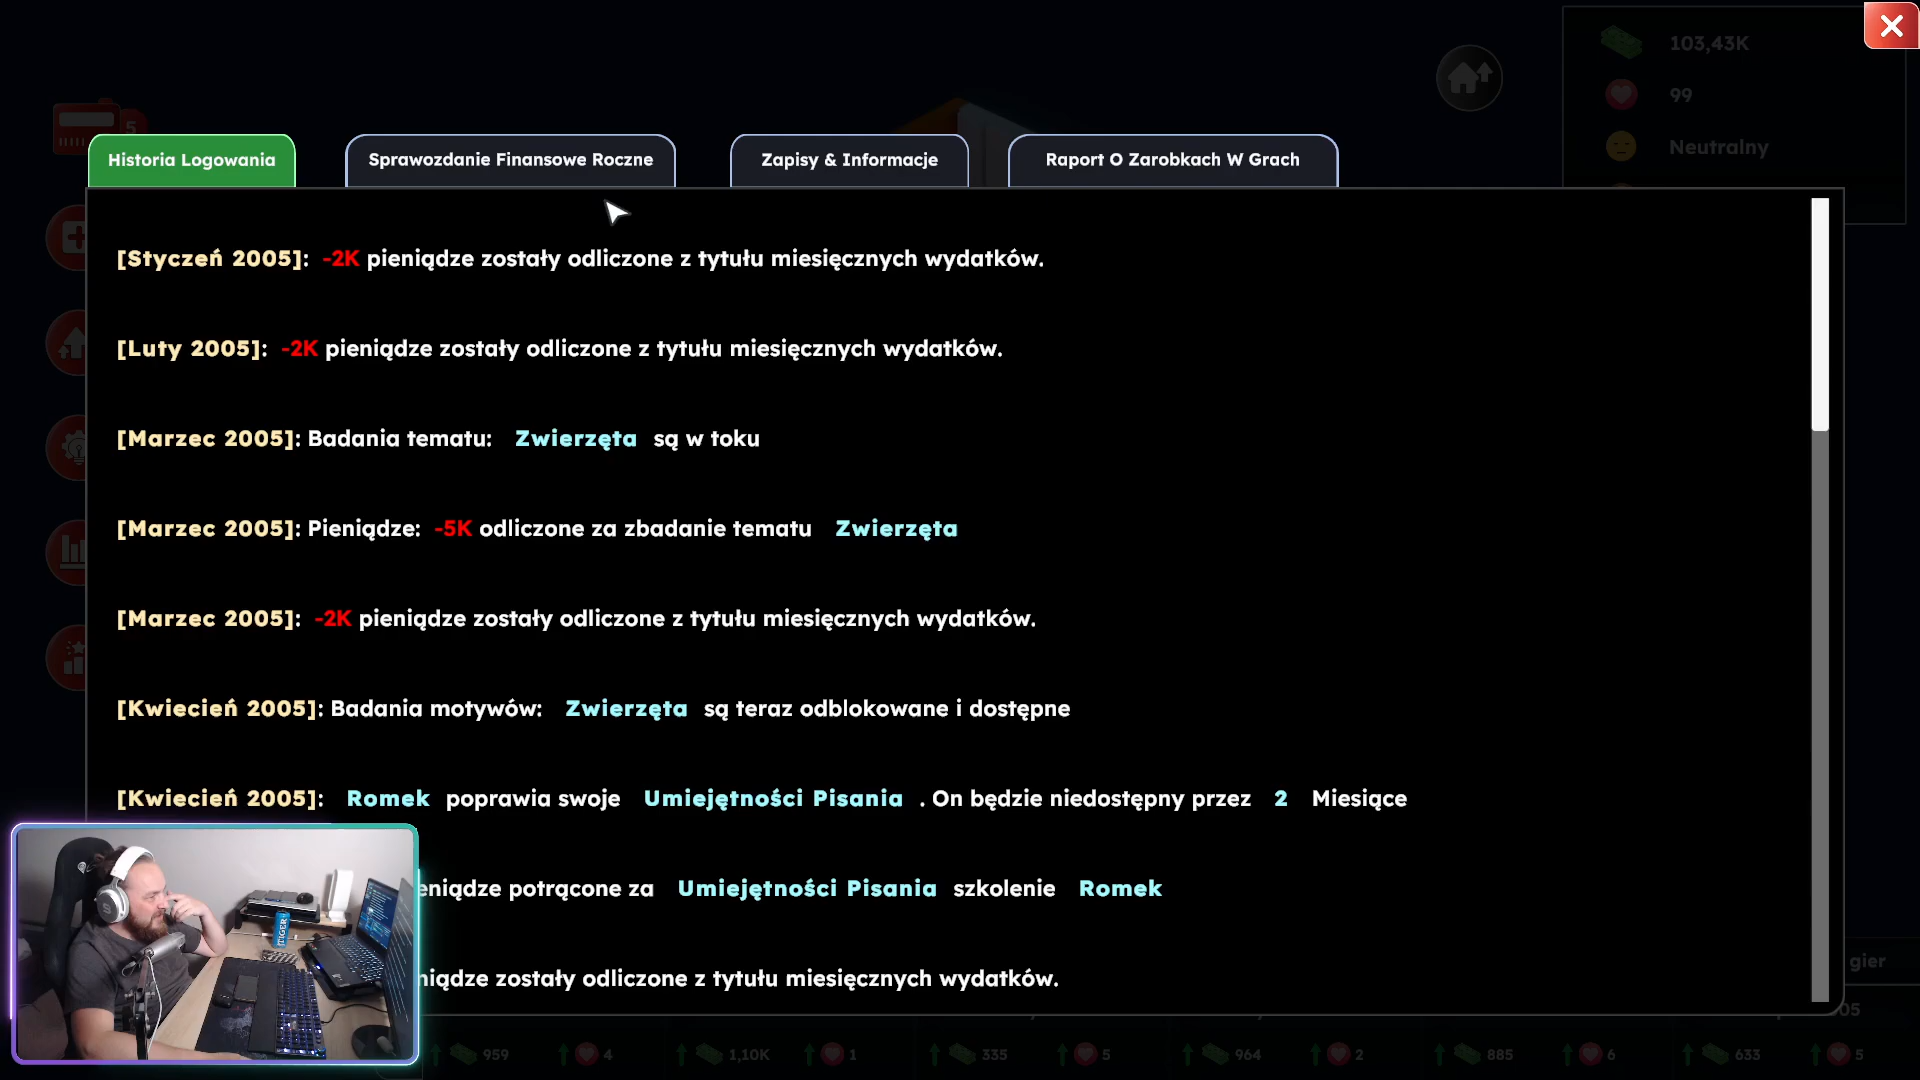 103,43K
99
Neutralny
5
Historia Logowania
Sprawozdanie Finansowe Roczne
Zapisy & Informacje
Raport O Zarobkach W Grach
[Styczeń 2005]: -2K pieniądze zostały odliczone z tytułu miesięcznych wydatków.
[Luty 2005]: -2K pieniądze zostały odliczone z tytułu miesięcznych wydatków.
[Marzec 2005]: Badania tematu: Zwierzęta są w toku
[Marzec 2005]: Pieniądze: -5K odliczone za zbadanie tematu Zwierzęta
[Marzec 2005]: -2K pieniądze zostały odliczone z tytułu miesięcznych wydatków.
[Kwiecień 2005]: Badania motywów: Zwierzęta są teraz odblokowane i dostępne
[Kwiecień 2005]: Romek poprawia swoje Umiejętności Pisania . On będzie niedostępny przez 2 Miesiące
eniądze potrącone za Umiejętności Pisania szkolenie Romek
niądze zostały odliczone z tytułu miesięcznych wydatków.
TIGER
gier
05
959 4 1,10K 1 335 5 964 2 885 6 633 5